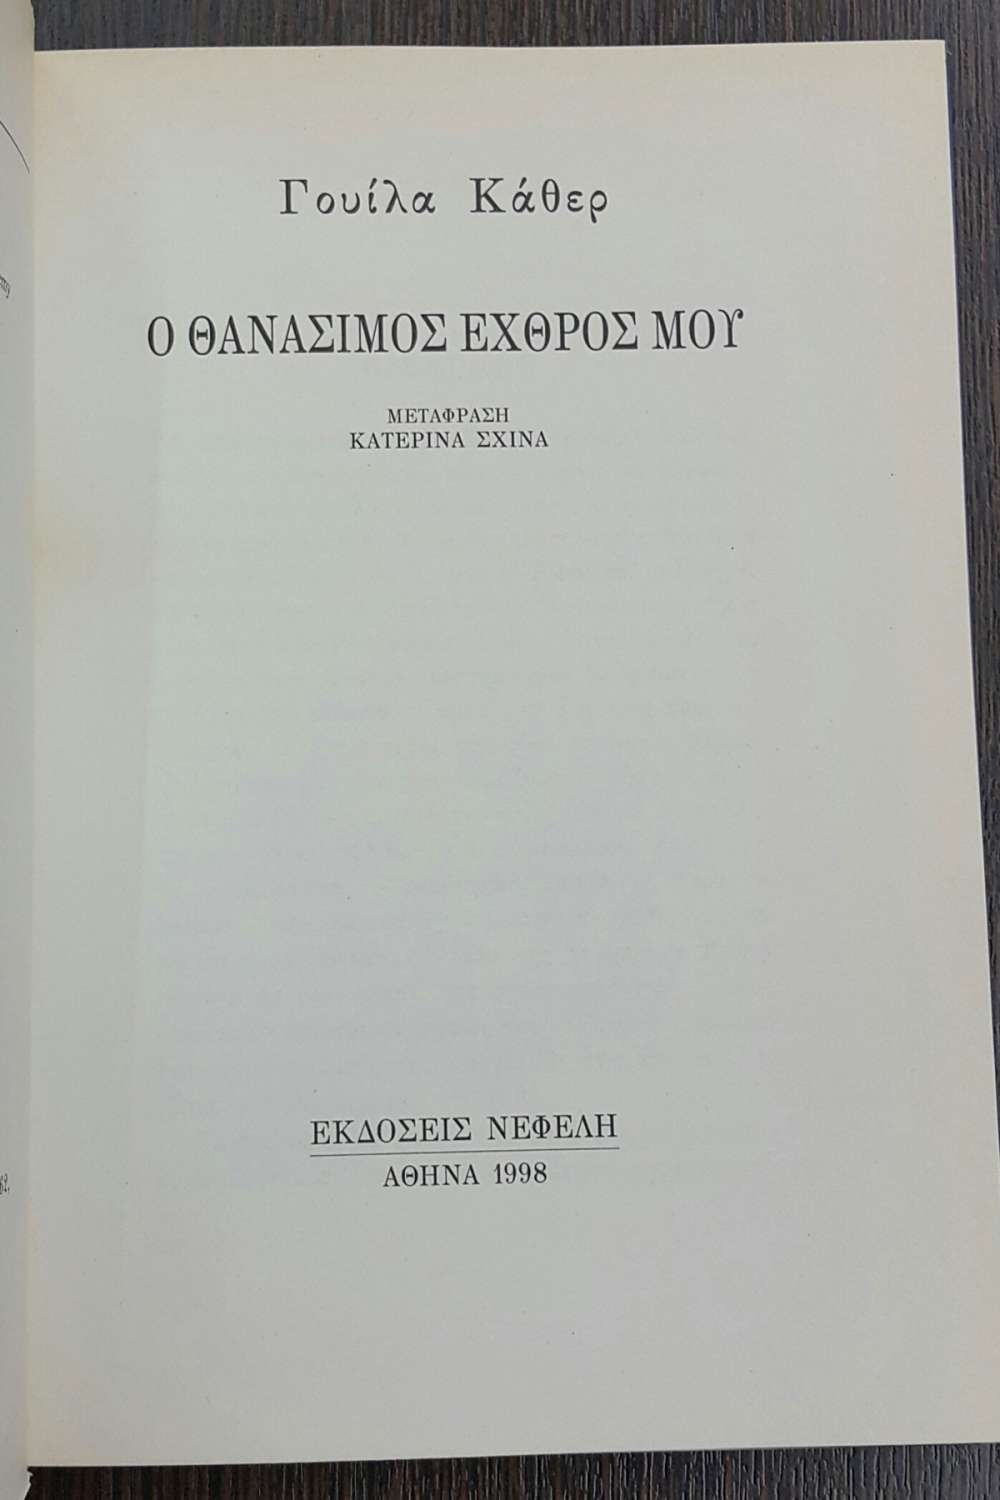 Γουίλα Κάθερ
Ο ΘΑΝΑΣΙΜΟΣ ΕΧΘΡΟΣ ΜΟΥ
ΜΕΤΑΦΡΑΣΗ
ΚΑΤΕΡΙΝΑ ΣΧΙΝΑ
ΕΚΔΟΣΕΙΣ ΝΕΦΕΛΗ
ΑΘΗΝΑ 1998